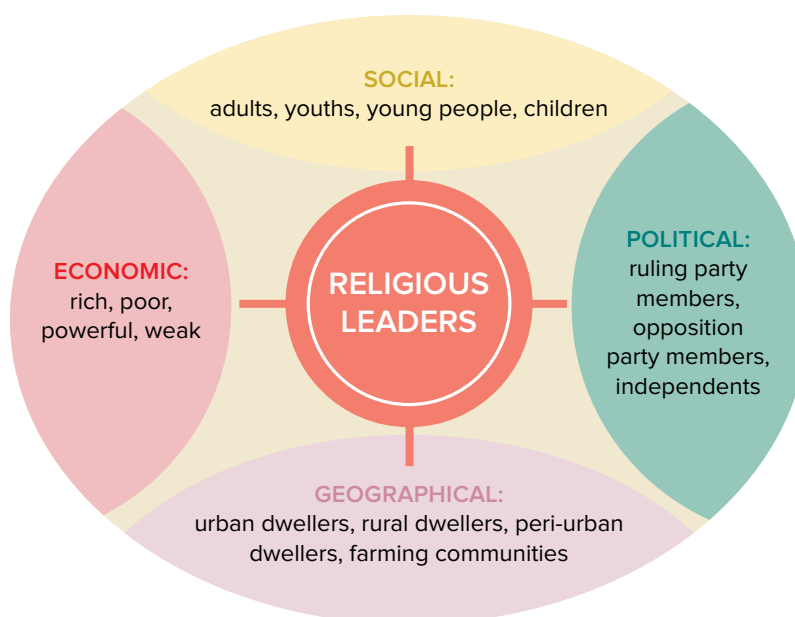 SOCIAL:
adults, youths, young people, children
ECONOMIC:
rich, poor,
powerful, weak
RELIGIOUS
LEADERS
POLITICAL:
ruling party
members,
opposition
party members,
independents
GEOGRAPHICAL:
urban dwellers, rural dwellers, peri-urban
dwellers, farming communities